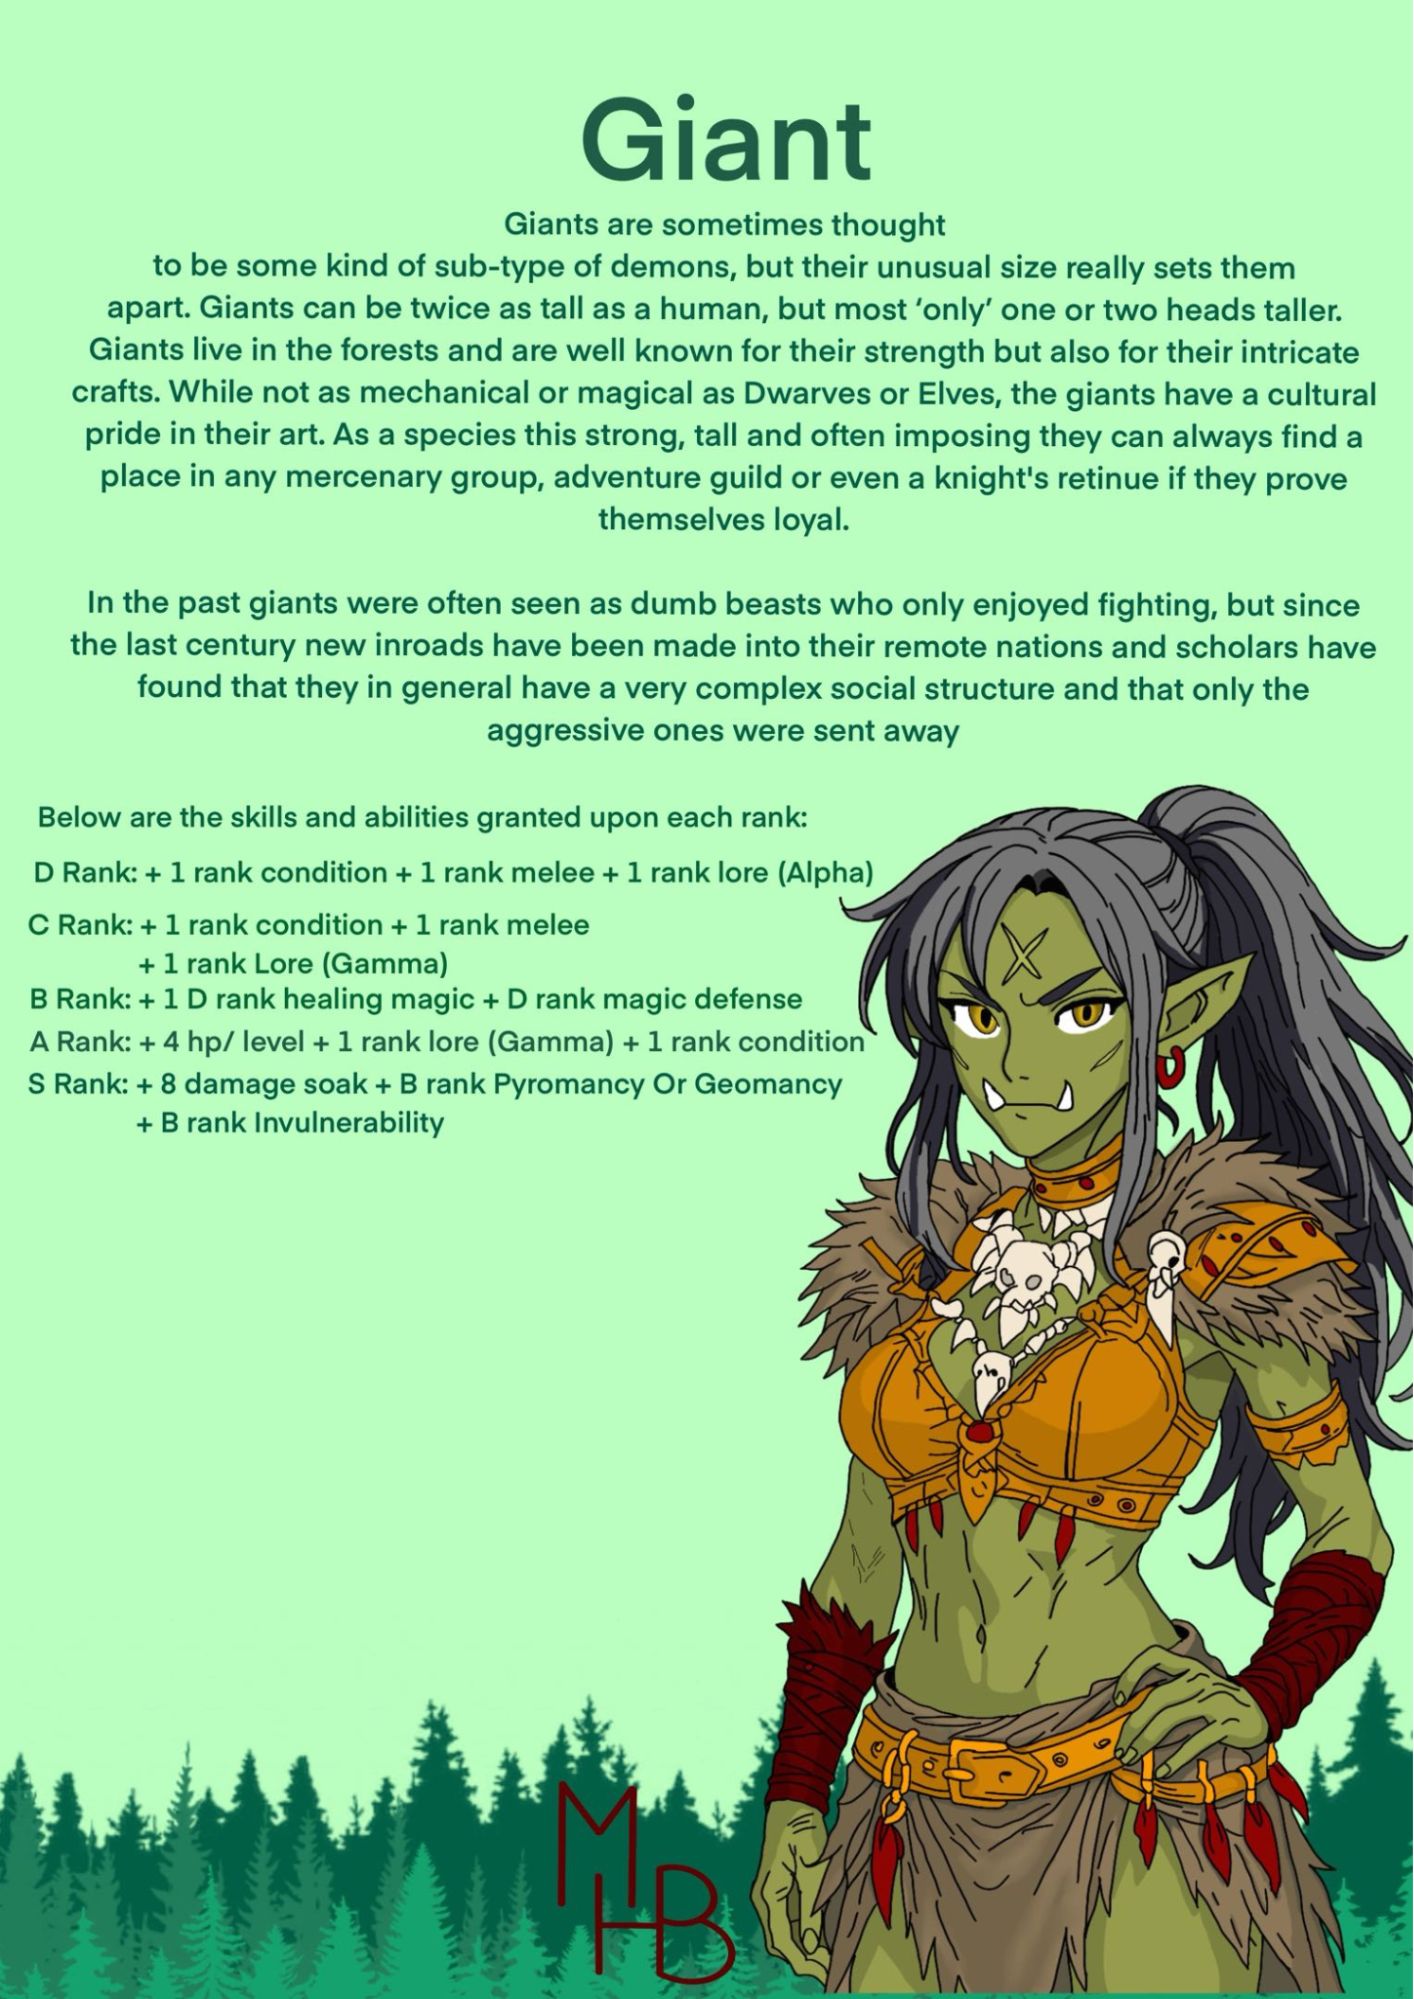 Giant
Giants are sometimes thought
to be some kind of sub-type of demons, but their unusual size really sets them
apart. Giants can be twice as tall as a human, but most ‘only’ one or two heads taller.
Giants live in the forests and are well known for their strength but also for their intricate
crafts. While not as mechanical or magical as Dwarves or Elves, the giants have a cultural
pride in their art. As a species this strong, tall and often imposing they can always find a
place in any mercenary group, adventure guild or even a knight's retinue if they prove
themselves loyal.
In the past giants were often seen as dumb beasts who only enjoyed fighting, but since
the last century new inroads have been made into their remote nations and scholars have
found that they in general have a very complex social structure and that only the
aggressive ones were sent away
Below are the skills and abilities granted upon each rank:
D Rank: + 1 rank condition + 1 rank melee + 1 rank lore (Alpha)
C Rank: + 1 rank condition + 1 rank melee
+ 1 rank Lore (Gamma)
B Rank: + 1 D rank healing magic + D rank magic defense
A Rank: + 4 hp/ level + 1 rank lore (Gamma) + 1 rank condition
S Rank: + 8 damage soak + B rank Pyromancy Or Geomancy
+ B rank Invulnerability
MHB